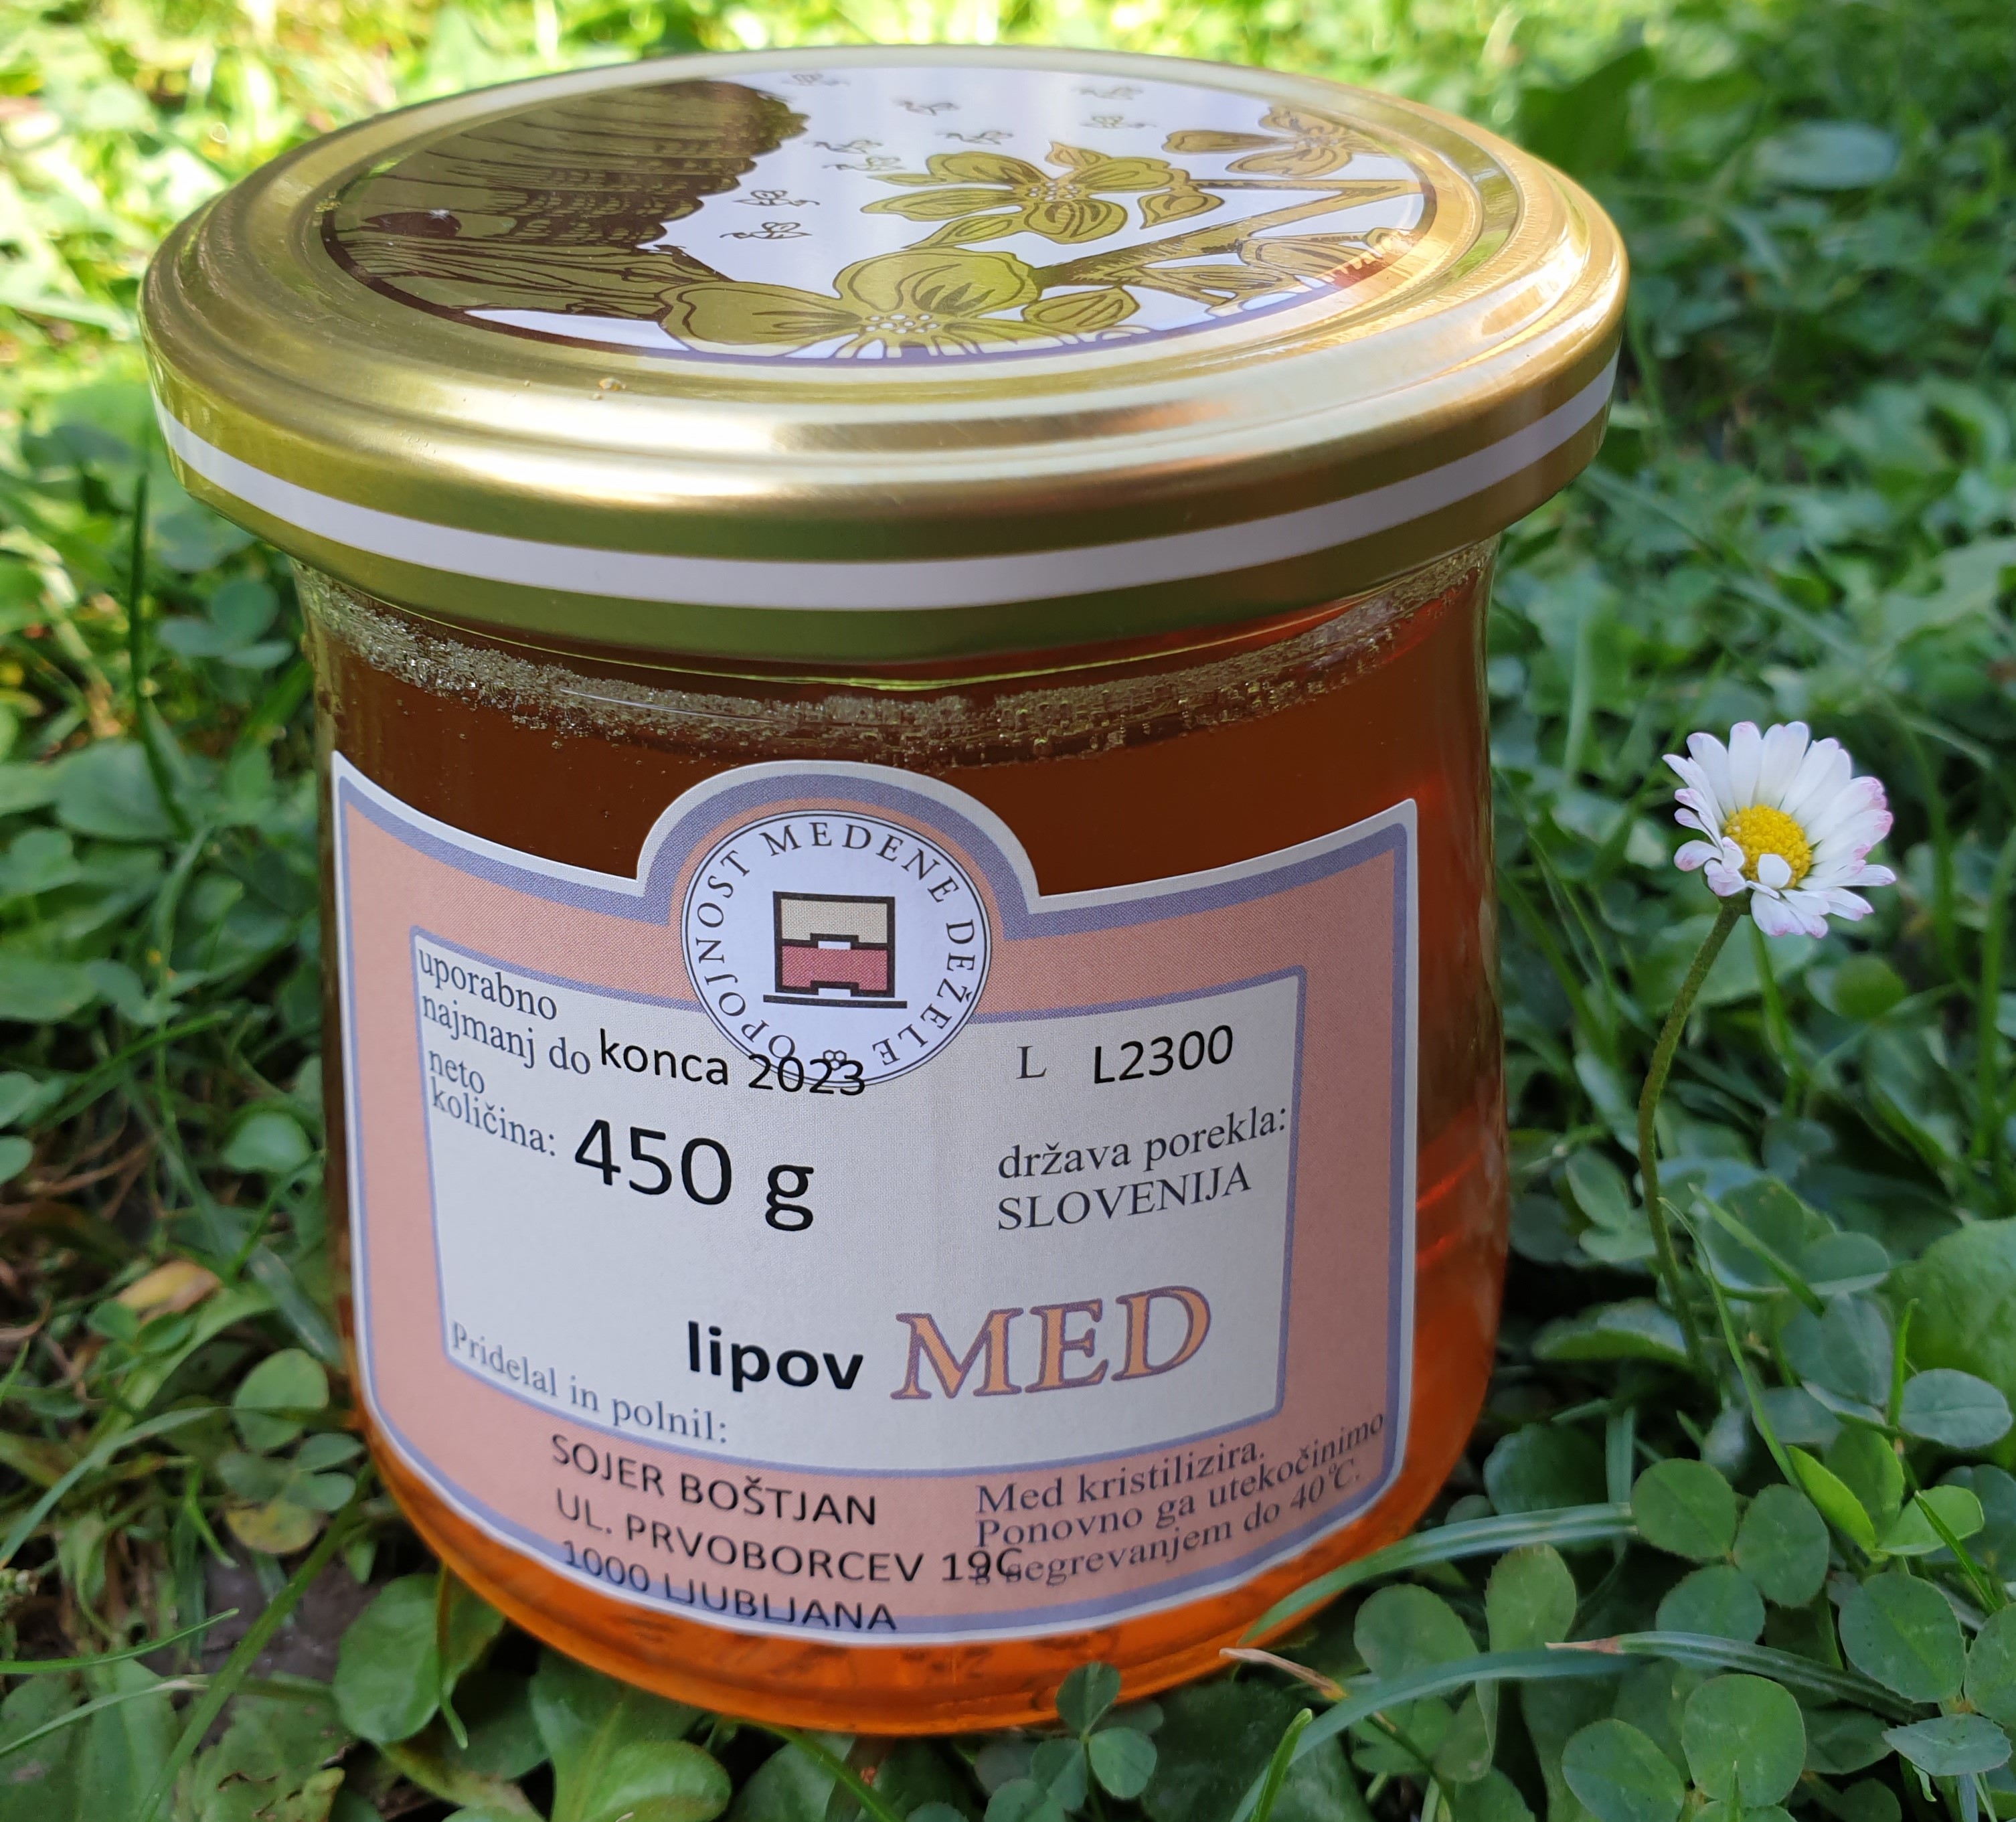 OPOJNOST MEDENE DEŽELE
uporabno
najmanj do konca 2023
neto
količina: 450 g
L L2300
država porekla:
SLOVENIJA
lipov MED
Pridelal in polnil:
SOJER BOŠTJAN
UL. PRVOBORCEV 19C
1000 LJUBLJANA
Med kristilizira.
Ponovno ga utekočinimo
s segrevanjem do 40°C.